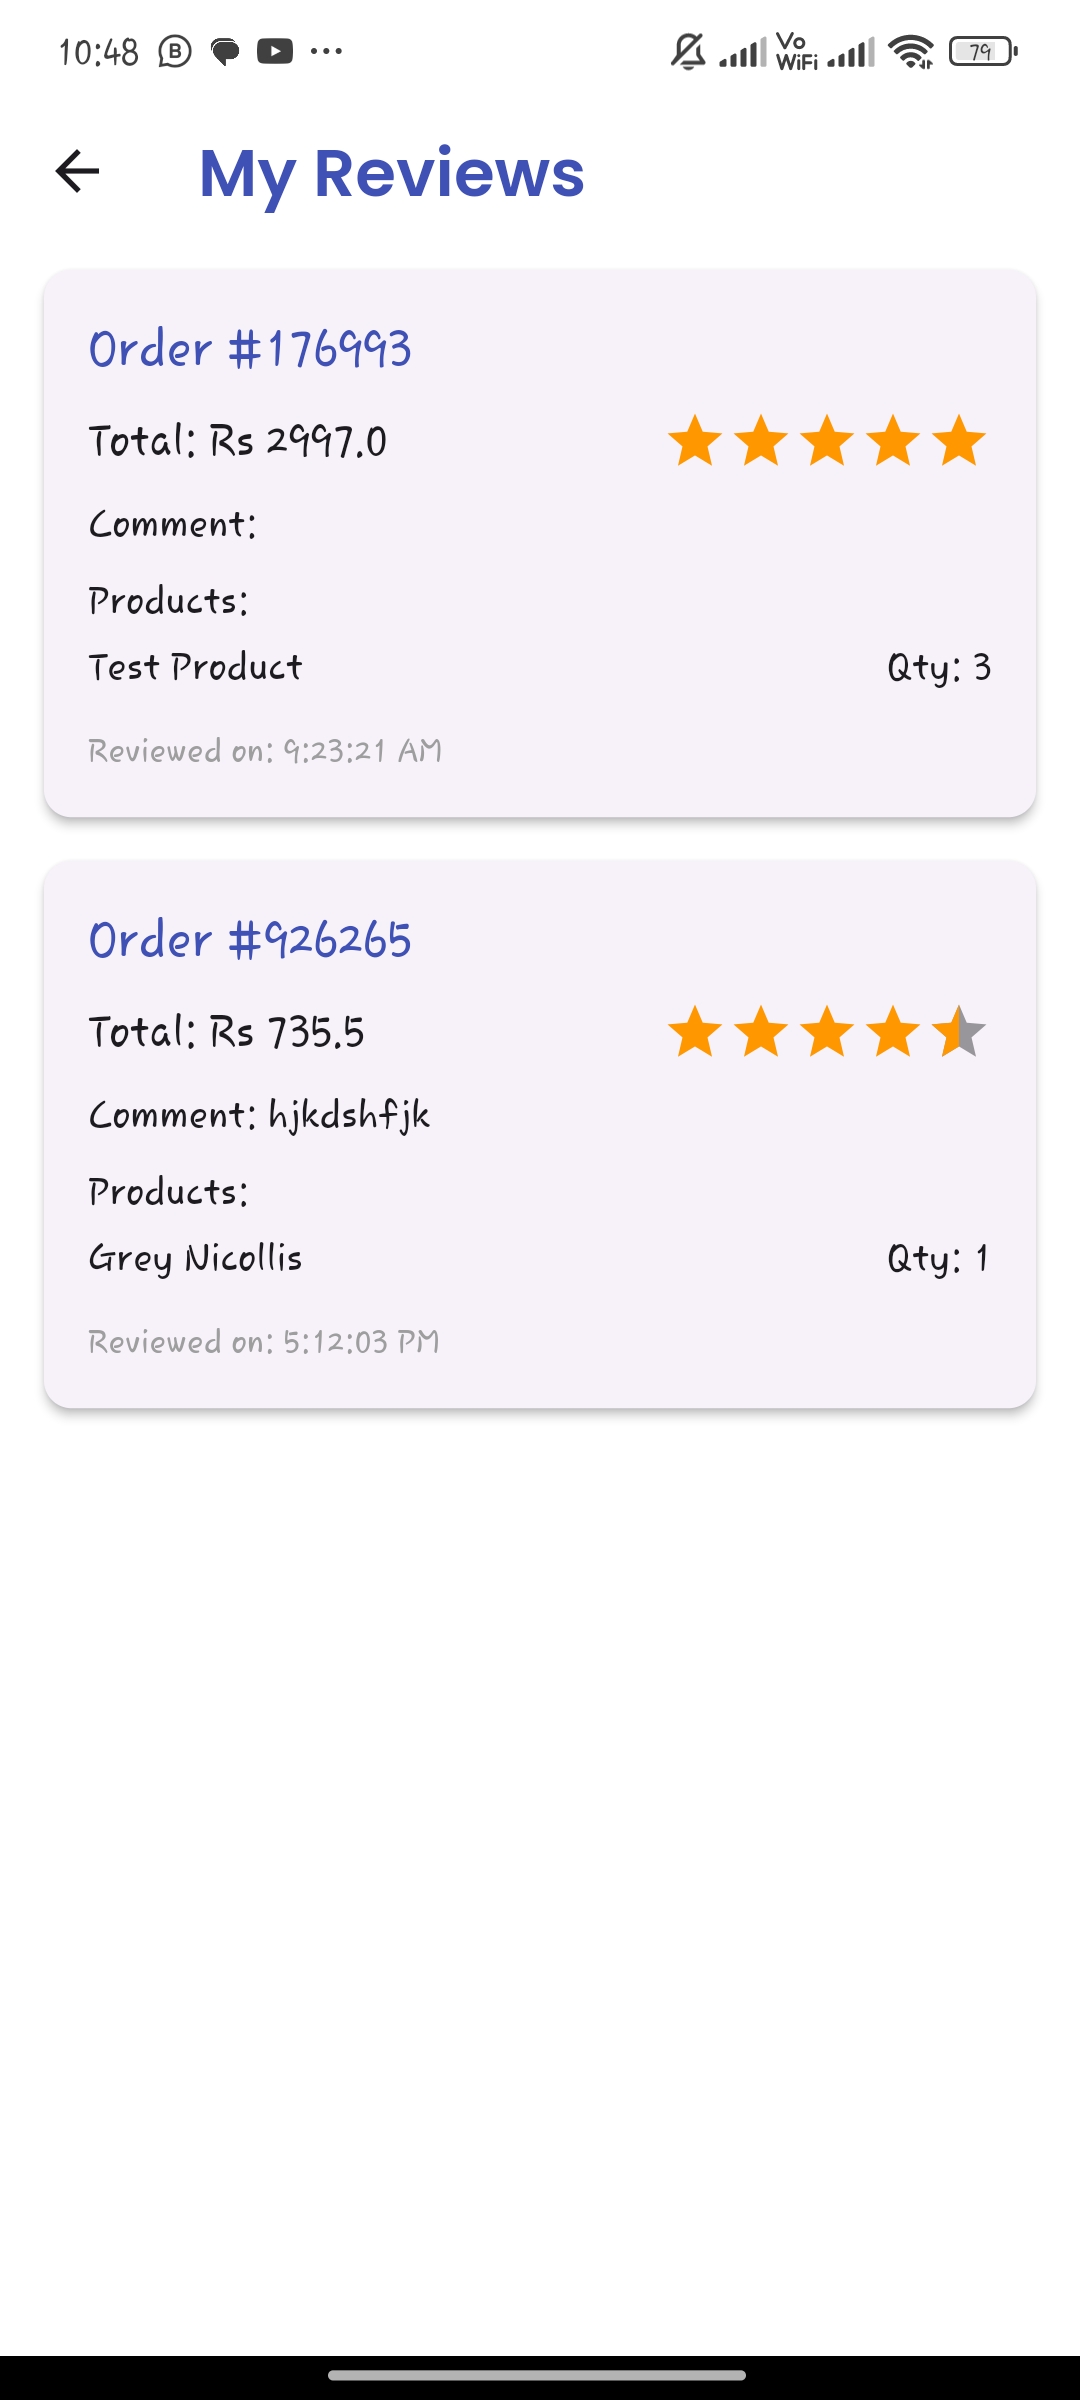 10:48 B ... Vo WiFi 79
My Reviews
Order #176993
Total: Rs 2997.0
Comment:
Products:
Test Product Qty: 3
Reviewed on: 9:23:21 AM
Order #926265
Total: Rs 735.5
Comment: hjkdshfjk
Products:
Grey Nicollis Qty: 1
Reviewed on: 5:12:03 PM